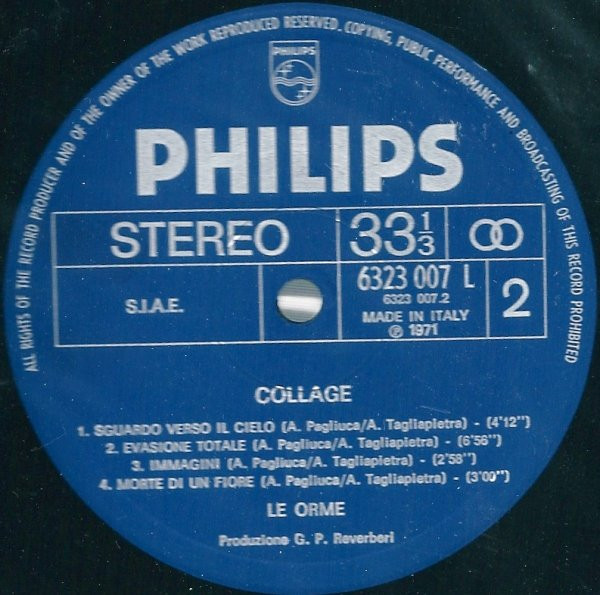 ALL RIGHTS OF THE RECORD PRODUCER AND OF THE OWNER OF THE WORK REPRODUCED RESERVED. COPYING, PUBLIC PERFORMANCE AND BROADCASTING OF THIS RECORD PROHIBITED
PHILIPS
PHILIPS
STEREO 33 1/3
S.I.A.E. 6323 007 L 2
6323 007.2
MADE IN ITALY
℗ 1971
COLLAGE
1. SGUARDO VERSO IL CIELO (A. Pagliuca/A. Tagliapietra) - (4'12")
2. EVASIONE TOTALE (A. Pagliuca/A. Tagliapietra) - (6'56")
3. IMMAGINI (A. Pagliuca/A. Tagliapietra) - (2'58")
4. MORTE DI UN FIORE (A. Pagliuca/A. Tagliapietra) - (3'00")
LE ORME
Produzione G. P. Reverberi